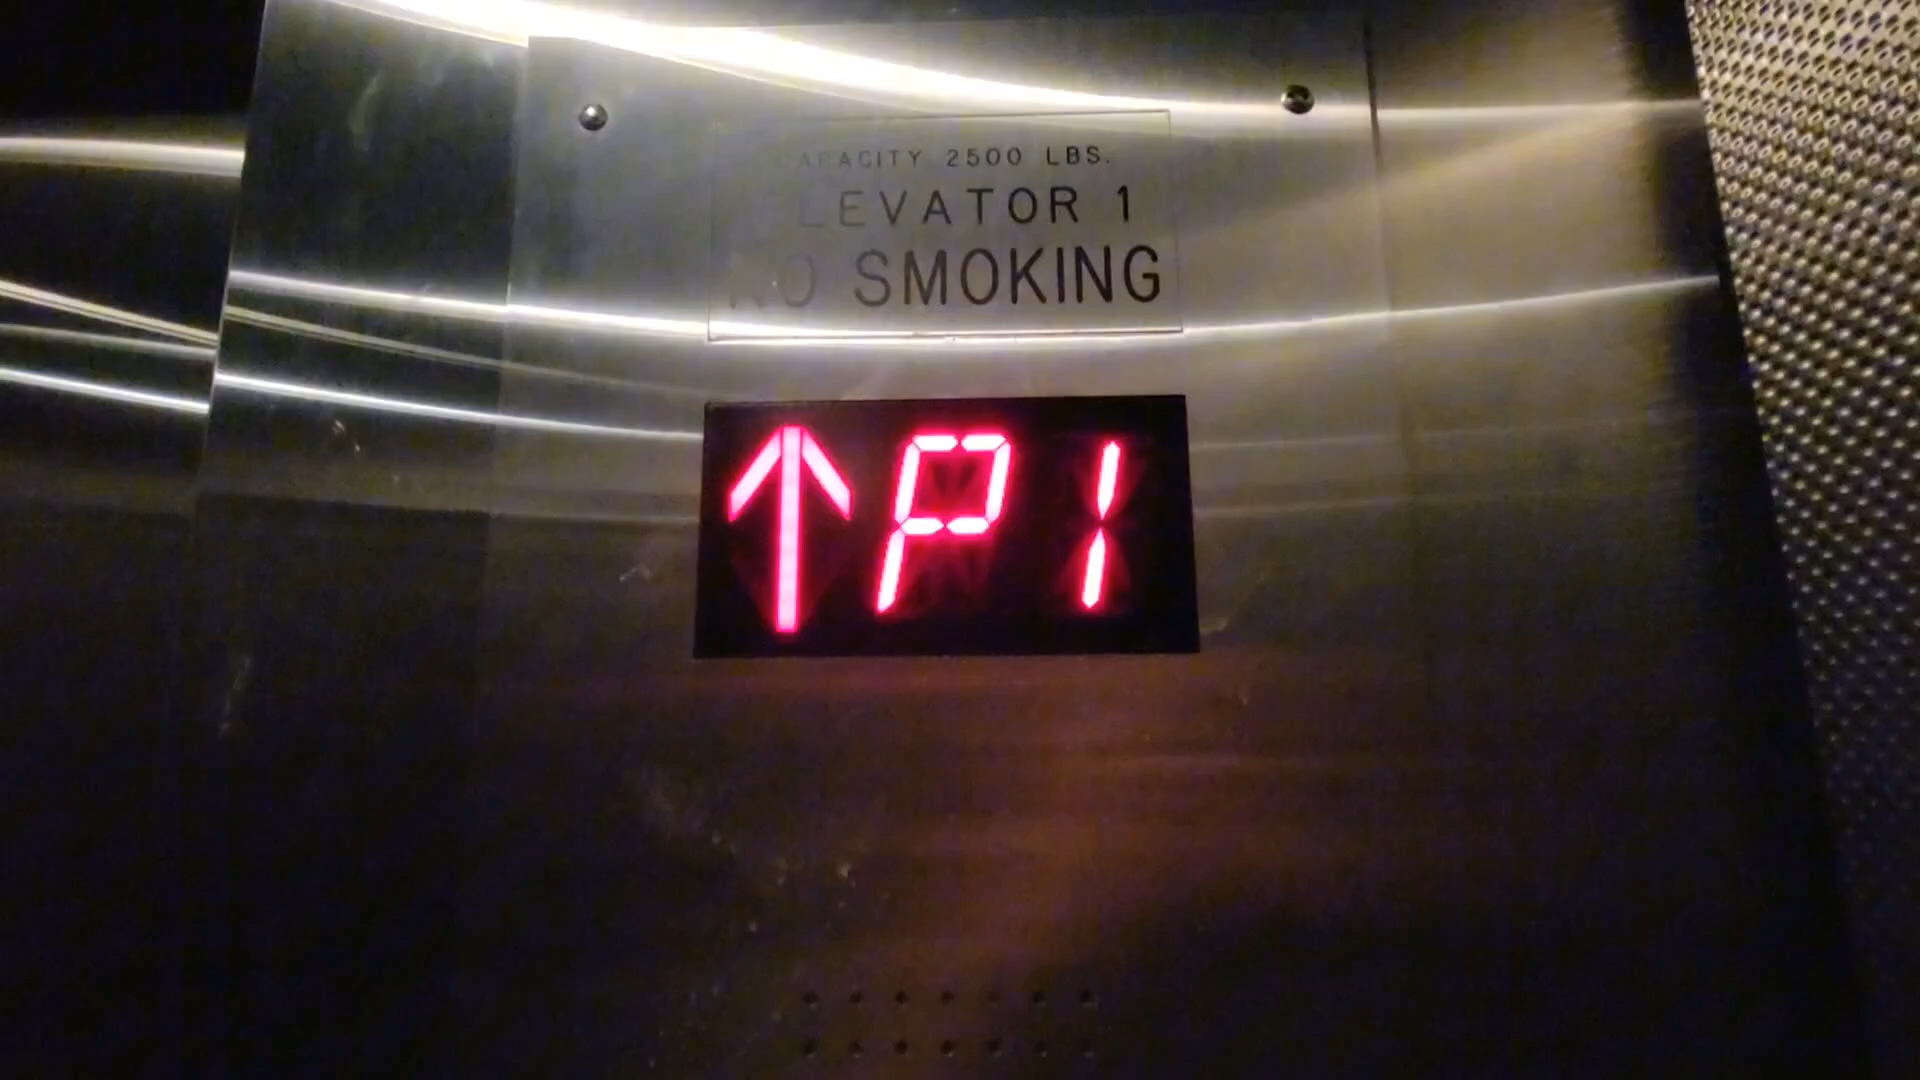 CAPACITY 2500 LBS.
ELEVATOR 1
NO SMOKING
↑ P1